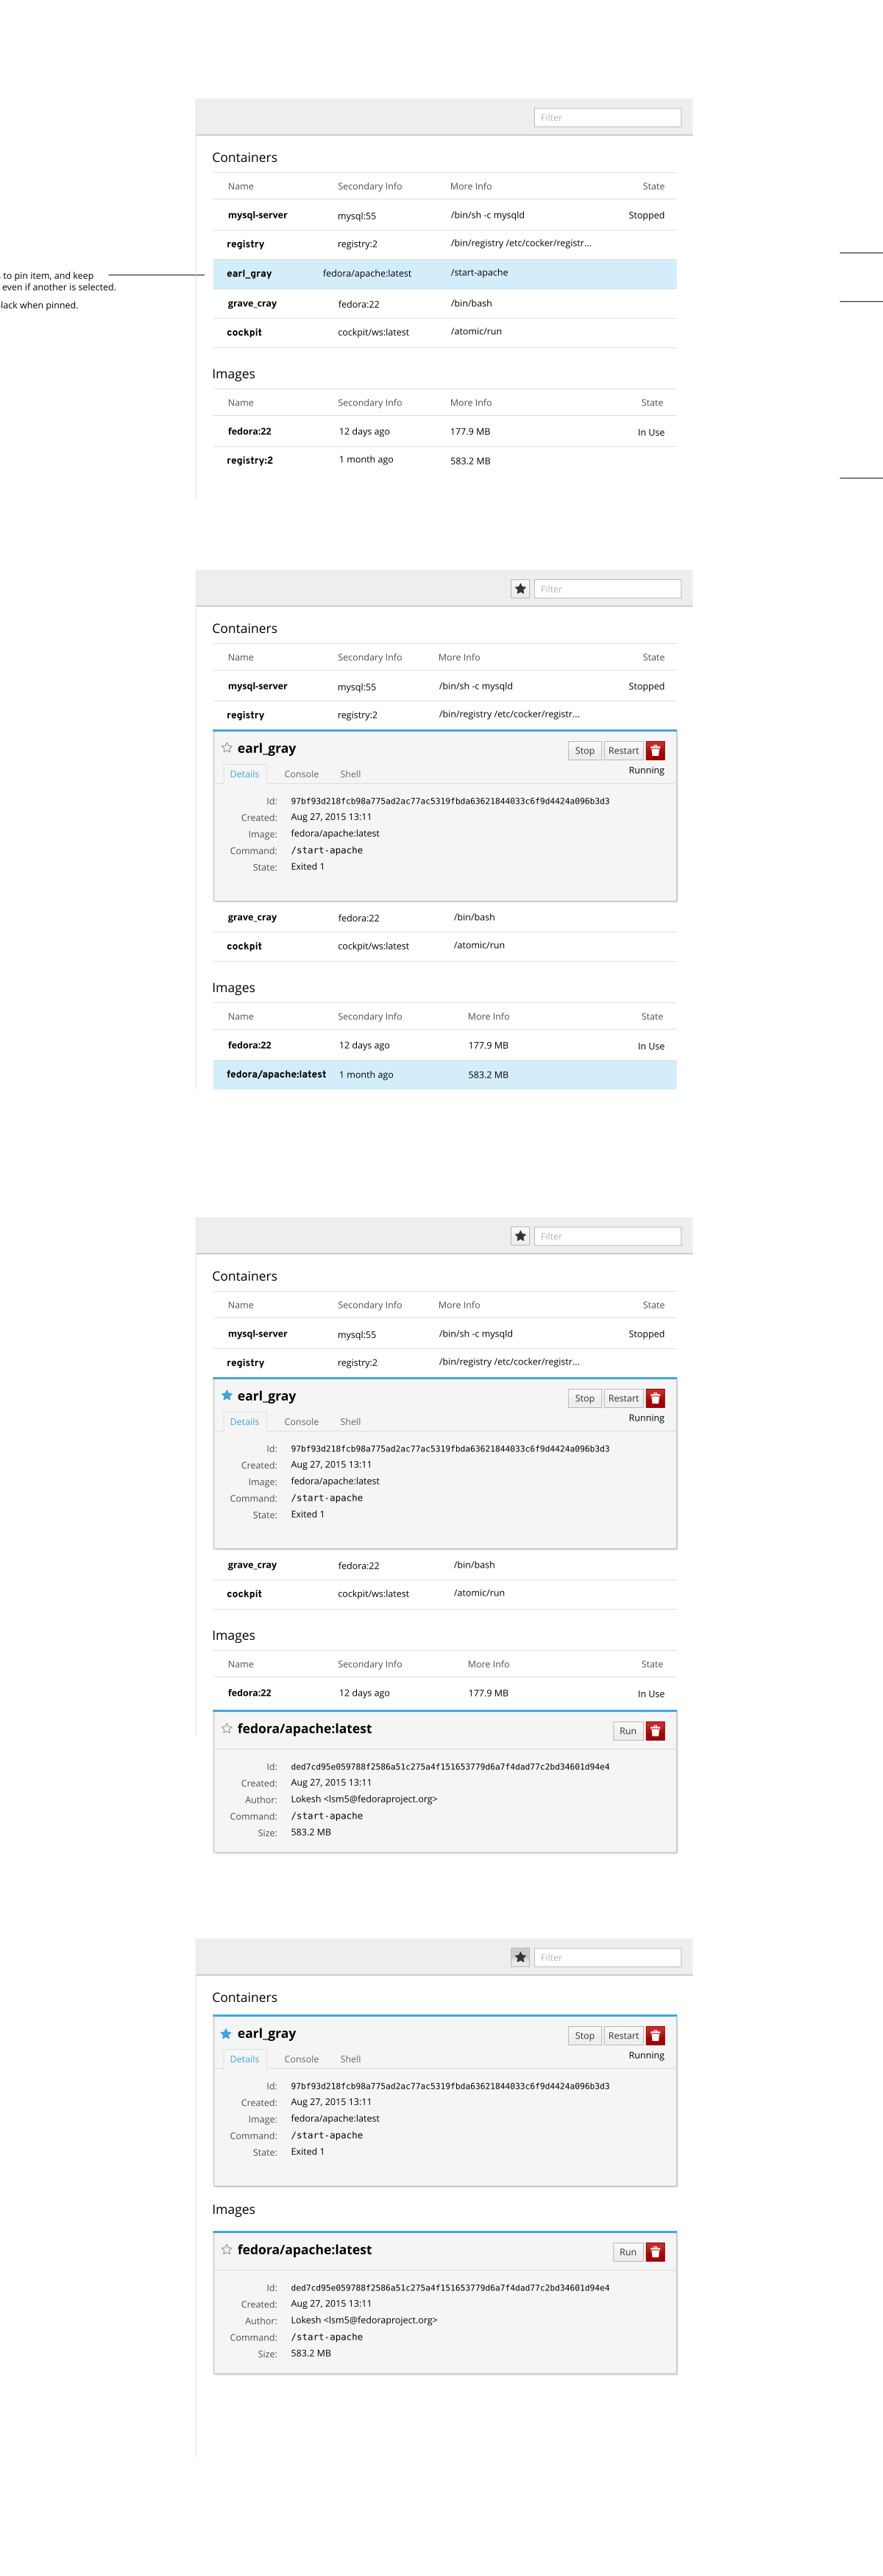 Filter
Containers
Name Secondary Info More Info State
mysql-server mysql:55 /bin/sh -c mysqld Stopped
registry registry:2 /bin/registry /etc/cocker/registr...
to pin item, and keep
even if another is selected.
lack when pinned.
earl_gray fedora/apache:latest /start-apache
grave_cray fedora:22 /bin/bash
cockpit cockpit/ws:latest /atomic/run
Images
Name Secondary Info More Info State
fedora:22 12 days ago 177.9 MB In Use
registry:2 1 month ago 583.2 MB
Filter
Containers
Name Secondary Info More Info State
mysql-server mysql:55 /bin/sh -c mysqld Stopped
registry registry:2 /bin/registry /etc/cocker/registr...
earl_gray Stop Restart
Running
Details Console Shell
Id: 97bf93d218fcb98a775ad2ac77ac5319fbda63621844033c6f9d4424a096b3d3
Created: Aug 27, 2015 13:11
Image: fedora/apache:latest
Command: /start-apache
State: Exited 1
grave_cray fedora:22 /bin/bash
cockpit cockpit/ws:latest /atomic/run
Images
Name Secondary Info More Info State
fedora:22 12 days ago 177.9 MB In Use
fedora/apache:latest 1 month ago 583.2 MB
Filter
Containers
Name Secondary Info More Info State
mysql-server mysql:55 /bin/sh -c mysqld Stopped
registry registry:2 /bin/registry /etc/cocker/registr...
earl_gray Stop Restart
Running
Details Console Shell
Id: 97bf93d218fcb98a775ad2ac77ac5319fbda63621844033c6f9d4424a096b3d3
Created: Aug 27, 2015 13:11
Image: fedora/apache:latest
Command: /start-apache
State: Exited 1
grave_cray fedora:22 /bin/bash
cockpit cockpit/ws:latest /atomic/run
Images
Name Secondary Info More Info State
fedora:22 12 days ago 177.9 MB In Use
fedora/apache:latest Run
Id: ded7cd95e059788f2586a51c275a4f151653779d6a7f4dad77c2bd34601d94e4
Created: Aug 27, 2015 13:11
Author: Lokesh <lsm5@fedoraproject.org>
Command: /start-apache
Size: 583.2 MB
Filter
Containers
earl_gray Stop Restart
Running
Details Console Shell
Id: 97bf93d218fcb98a775ad2ac77ac5319fbda63621844033c6f9d4424a096b3d3
Created: Aug 27, 2015 13:11
Image: fedora/apache:latest
Command: /start-apache
State: Exited 1
Images
fedora/apache:latest Run
Id: ded7cd95e059788f2586a51c275a4f151653779d6a7f4dad77c2bd34601d94e4
Created: Aug 27, 2015 13:11
Author: Lokesh <lsm5@fedoraproject.org>
Command: /start-apache
Size: 583.2 MB